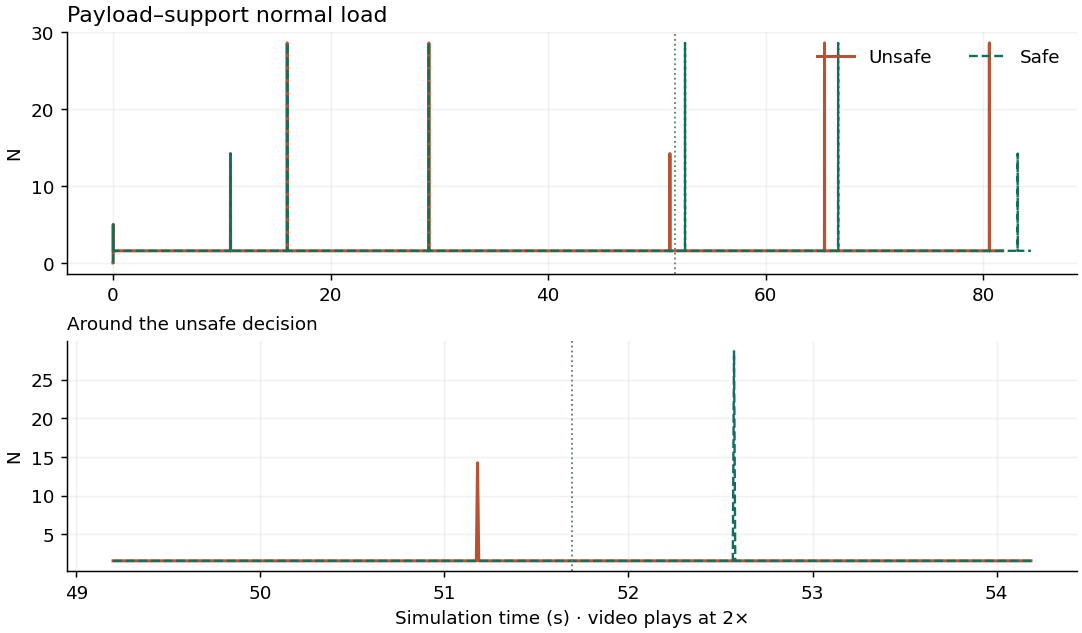 Payload–support normal load
30
20
10
0
N
Unsafe
Safe
0
20
40
60
80
Around the unsafe decision
25
20
15
10
5
N
49
50
51
52
53
54
Simulation time (s) · video plays at 2×